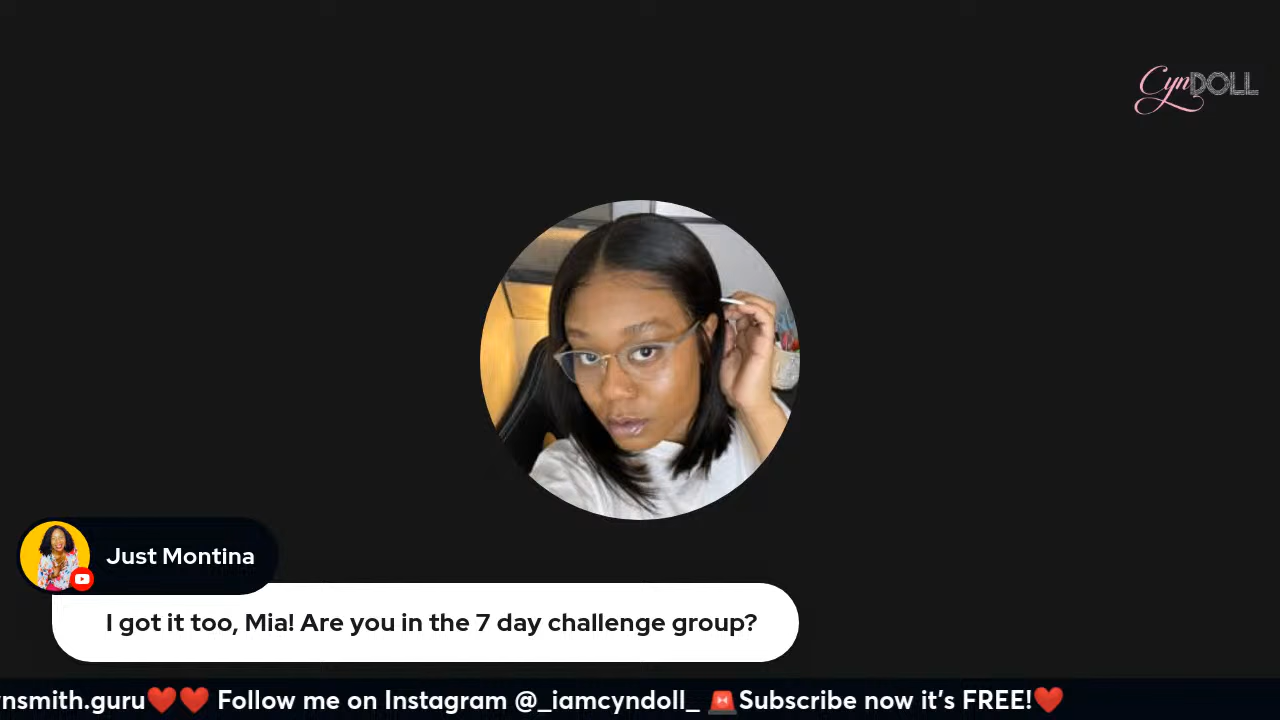 CynDOLL
Just Montina
I got it too, Mia! Are you in the 7 day challenge group?
nsmith.guru❤️❤️ Follow me on Instagram @_iamcyndoll_ 🚨Subscribe now it's FREE!❤️